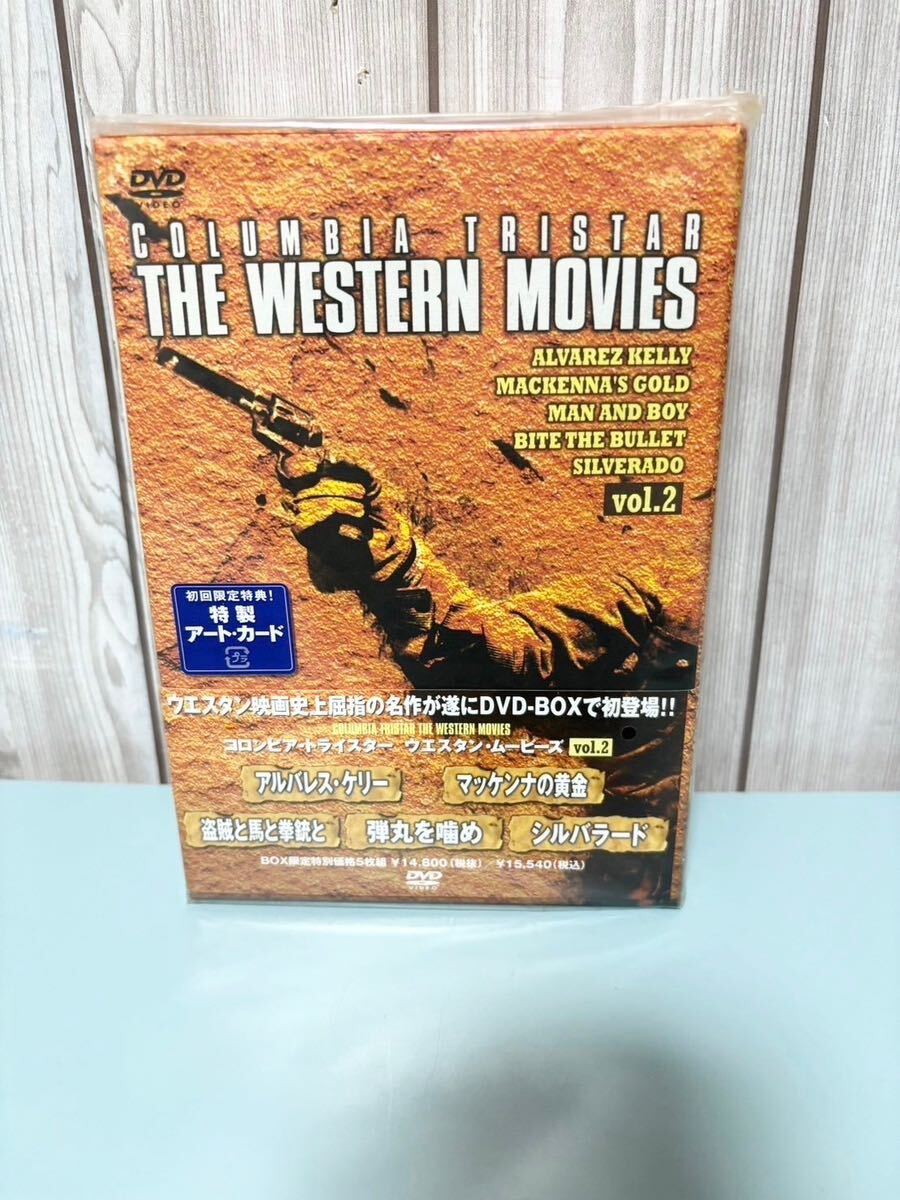 DVD
VIDEO
COLUMBIA TRISTAR
THE WESTERN MOVIES
ALVAREZ KELLY
MACKENNA'S GOLD
MAN AND BOY
BITE THE BULLET
SILVERADO
vol.2
初回限定特典!
特製
アート・カード
プラ
ウエスタン映画史上屈指の名作が遂にDVD-BOXで初登場!!
COLUMBIA TRISTAR THE WESTERN MOVIES
コロンビア・トライスター ウエスタン・ムービーズ vol.2
アルバレス・ケリー マッケンナの黄金
盗賊と馬と拳銃と 弾丸を噛め シルバラード
BOX限定特別価格5枚組 ¥14,800(税抜)/¥15,540(税込)
DVD
VIDEO